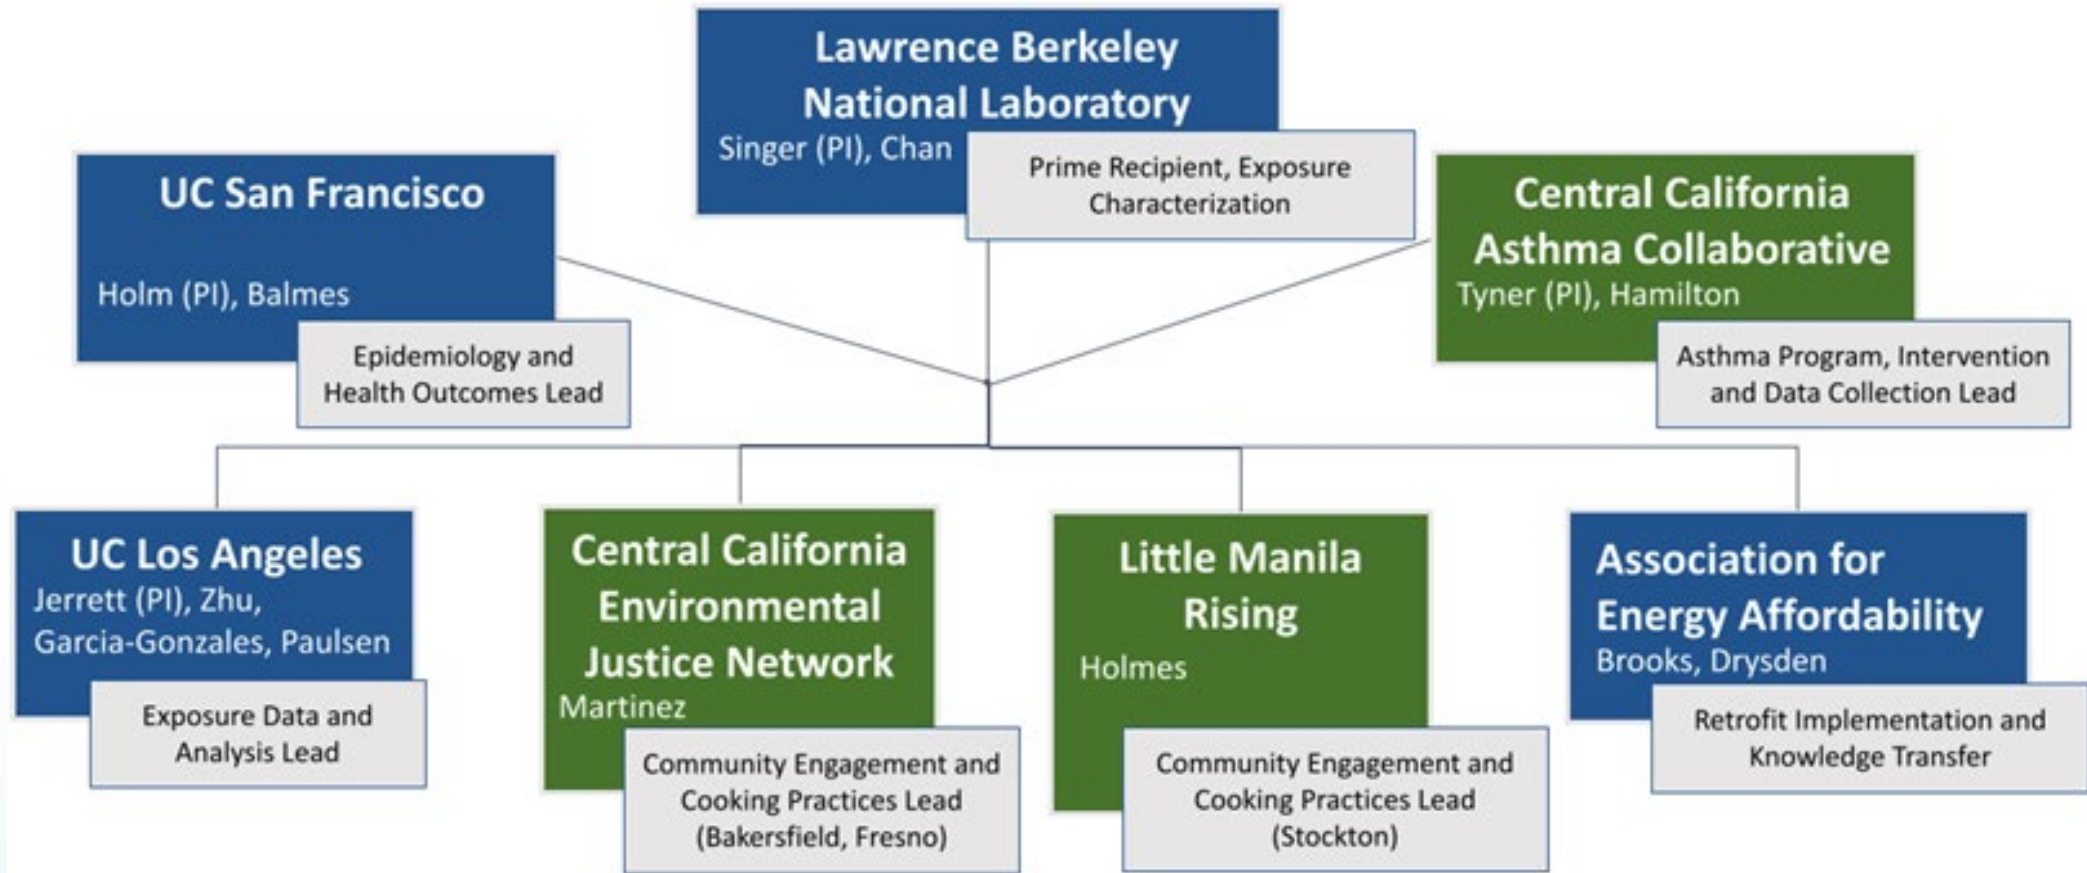 Lawrence Berkeley
National Laboratory
Singer (PI), Chan
Prime Recipient, Exposure
Characterization
UC San Francisco
Holm (PI), Balmes
Epidemiology and
Health Outcomes Lead
Central California
Asthma Collaborative
Tyner (PI), Hamilton
Asthma Program, Intervention
and Data Collection Lead
UC Los Angeles
Jerrett (PI), Zhu,
Garcia-Gonzales, Paulsen
Exposure Data and
Analysis Lead
Central California
Environmental
Justice Network
Martinez
Community Engagement and
Cooking Practices Lead
(Bakersfield, Fresno)
Little Manila
Rising
Holmes
Community Engagement and
Cooking Practices Lead
(Stockton)
Association for
Energy Affordability
Brooks, Drysden
Retrofit Implementation and
Knowledge Transfer